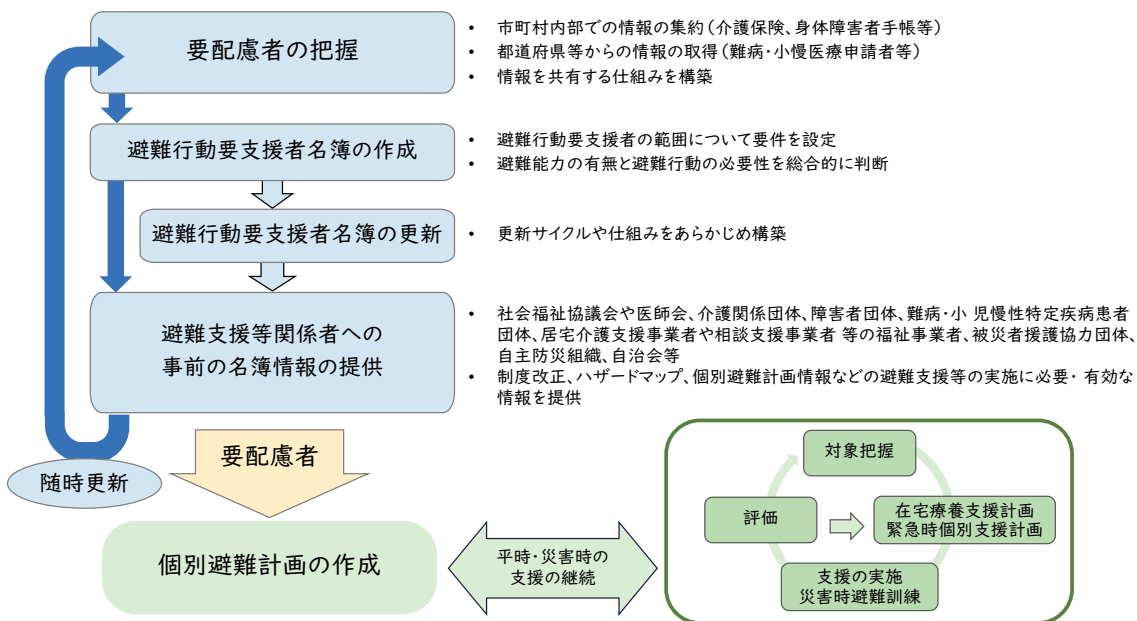 要配慮者の把握
• 市町村内部での情報の集約(介護保険、身体障害者手帳等)
• 都道府県等からの情報の取得(難病・小慢医療申請者等)
• 情報を共有する仕組みを構築
避難行動要支援者名簿の作成
• 避難行動要支援者の範囲について要件を設定
• 避難能力の有無と避難行動の必要性を総合的に判断
避難行動要支援者名簿の更新
• 更新サイクルや仕組みをあらかじめ構築
避難支援等関係者への
事前の名簿情報の提供
• 社会福祉協議会や医師会、介護関係団体、障害者団体、難病・小 児慢性特定疾病患者
団体、居宅介護支援事業者や相談支援事業者 等の福祉事業者、被災者援護協力団体、
自主防災組織、自治会等
• 制度改正、ハザードマップ、個別避難計画情報などの避難支援等の実施に必要・ 有効な
情報を提供
随時更新
要配慮者
個別避難計画の作成
平時・災害時の
支援の継続
対象把握
評価
在宅療養支援計画
緊急時個別支援計画
支援の実施
災害時避難訓練